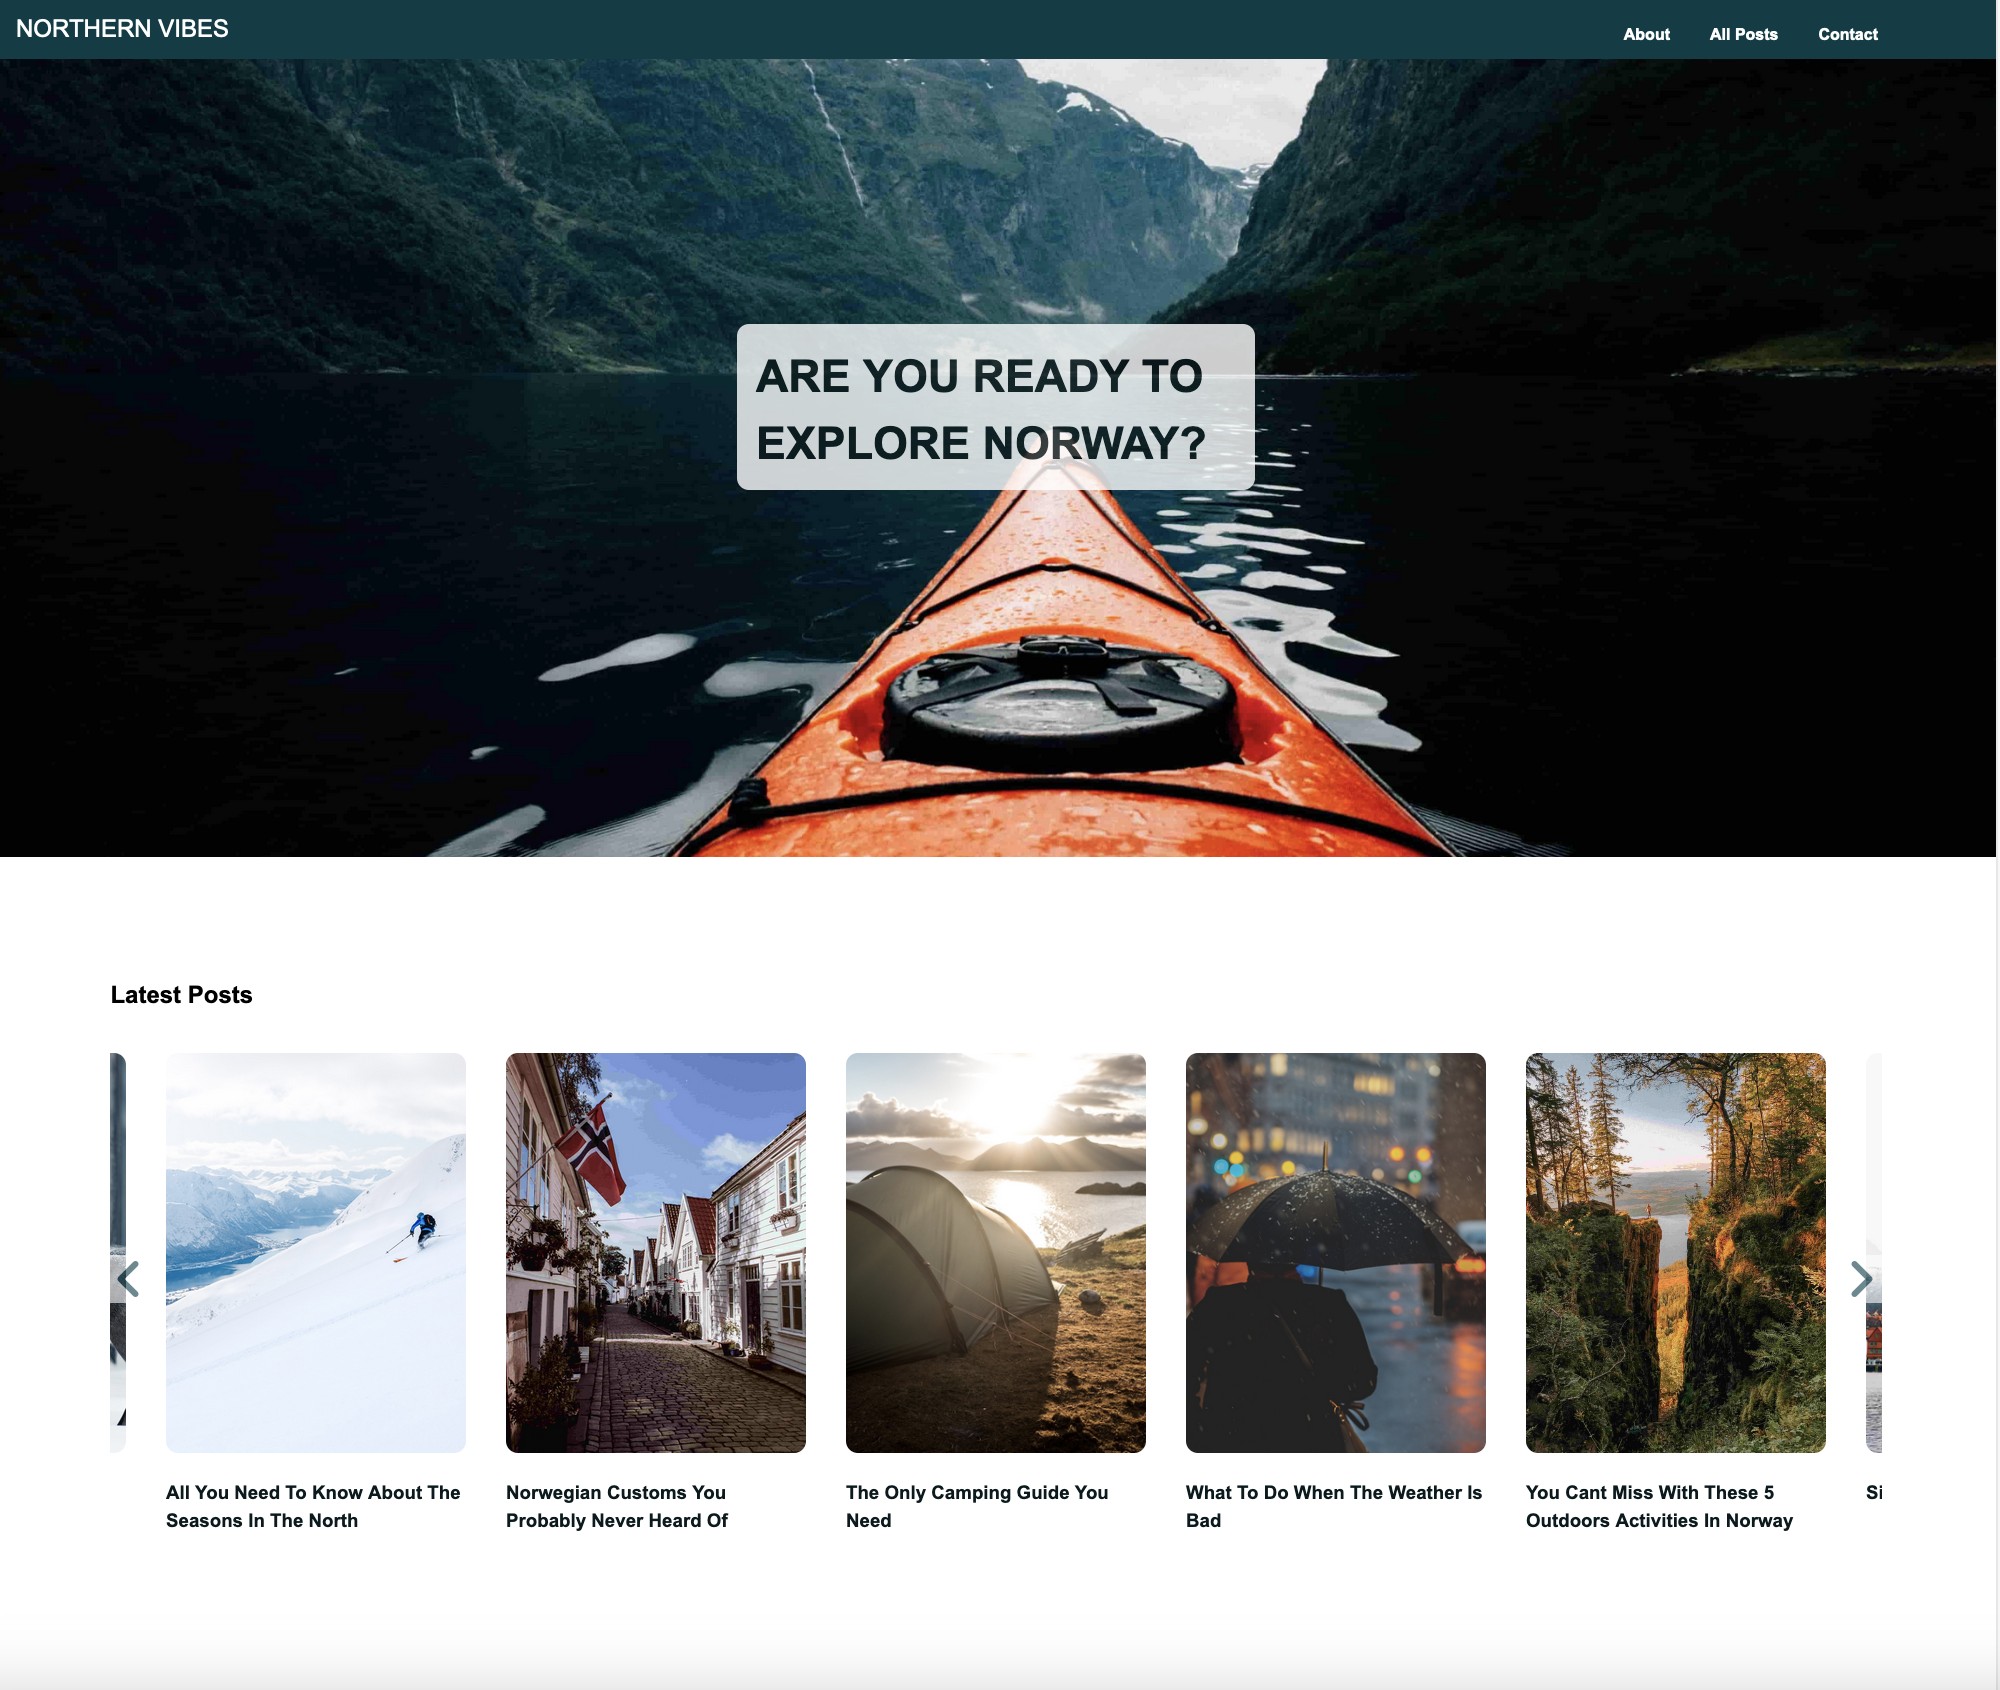 NORTHERN VIBES
About All Posts Contact
ARE YOU READY TO
EXPLORE NORWAY?
Latest Posts
All You Need To Know About The
Seasons In The North
Norwegian Customs You
Probably Never Heard Of
The Only Camping Guide You
Need
What To Do When The Weather Is
Bad
You Cant Miss With These 5
Outdoors Activities In Norway
Si